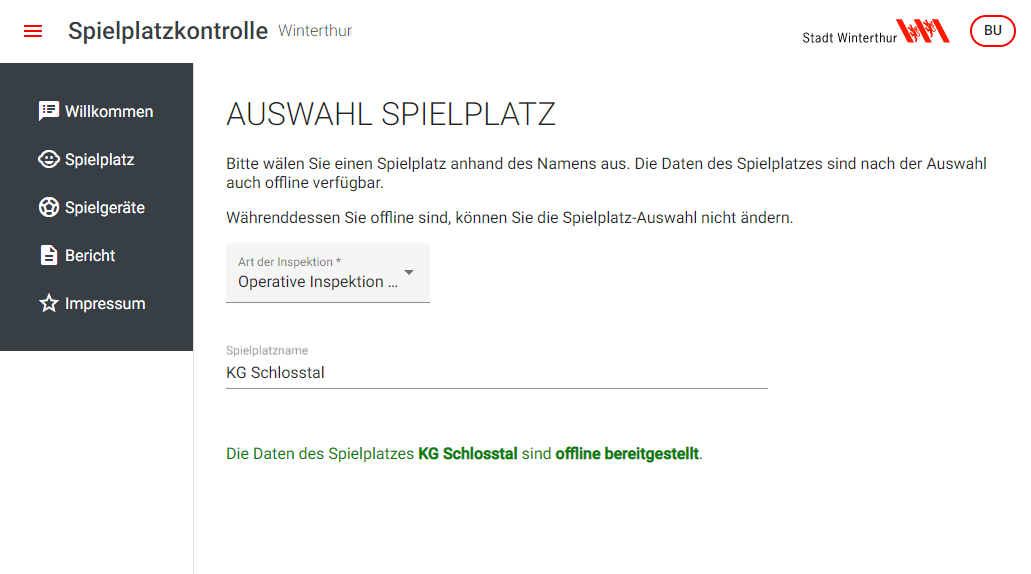 Spielplatzkontrolle Winterthur
Stadt Winterthur
BU
Willkommen
Spielplatz
Spielgeräte
Bericht
Impressum
AUSWAHL SPIELPLATZ
Bitte wälen Sie einen Spielplatz anhand des Namens aus. Die Daten des Spielplatzes sind nach der Auswahl
auch offline verfügbar.
Währenddessen Sie offline sind, können Sie die Spielplatz-Auswahl nicht ändern.
Art der Inspektion *
Operative Inspektion ...
Spielplatzname
KG Schlosstal
Die Daten des Spielplatzes KG Schlosstal sind offline bereitgestellt.